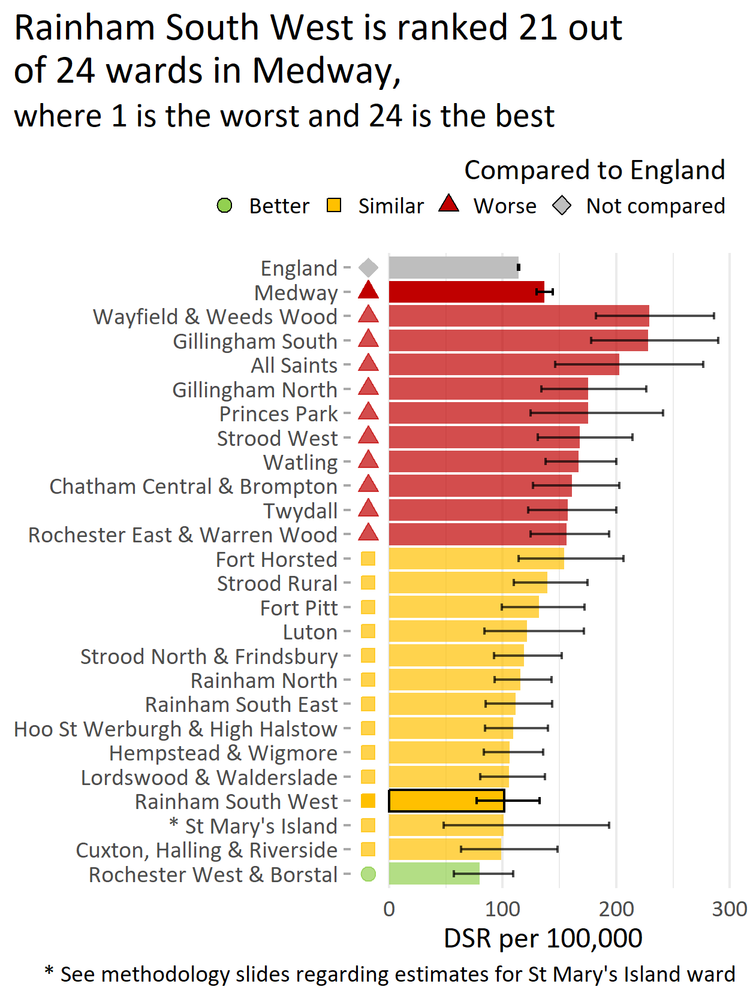 Rainham South West is ranked 21 out
of 24 wards in Medway,
where 1 is the worst and 24 is the best
Compared to England
Better Similar Worse Not compared
England
Medway
Wayfield & Weeds Wood
Gillingham South
All Saints
Gillingham North
Princes Park
Strood West
Watling
Chatham Central & Brompton
Twydall
Rochester East & Warren Wood
Fort Horsted
Strood Rural
Fort Pitt
Luton
Strood North & Frindsbury
Rainham North
Rainham South East
Hoo St Werburgh & High Halstow
Hempstead & Wigmore
Lordswood & Walderslade
Rainham South West
* St Mary's Island
Cuxton, Halling & Riverside
Rochester West & Borstal
0 100 200 300
DSR per 100,000
* See methodology slides regarding estimates for St Mary's Island ward